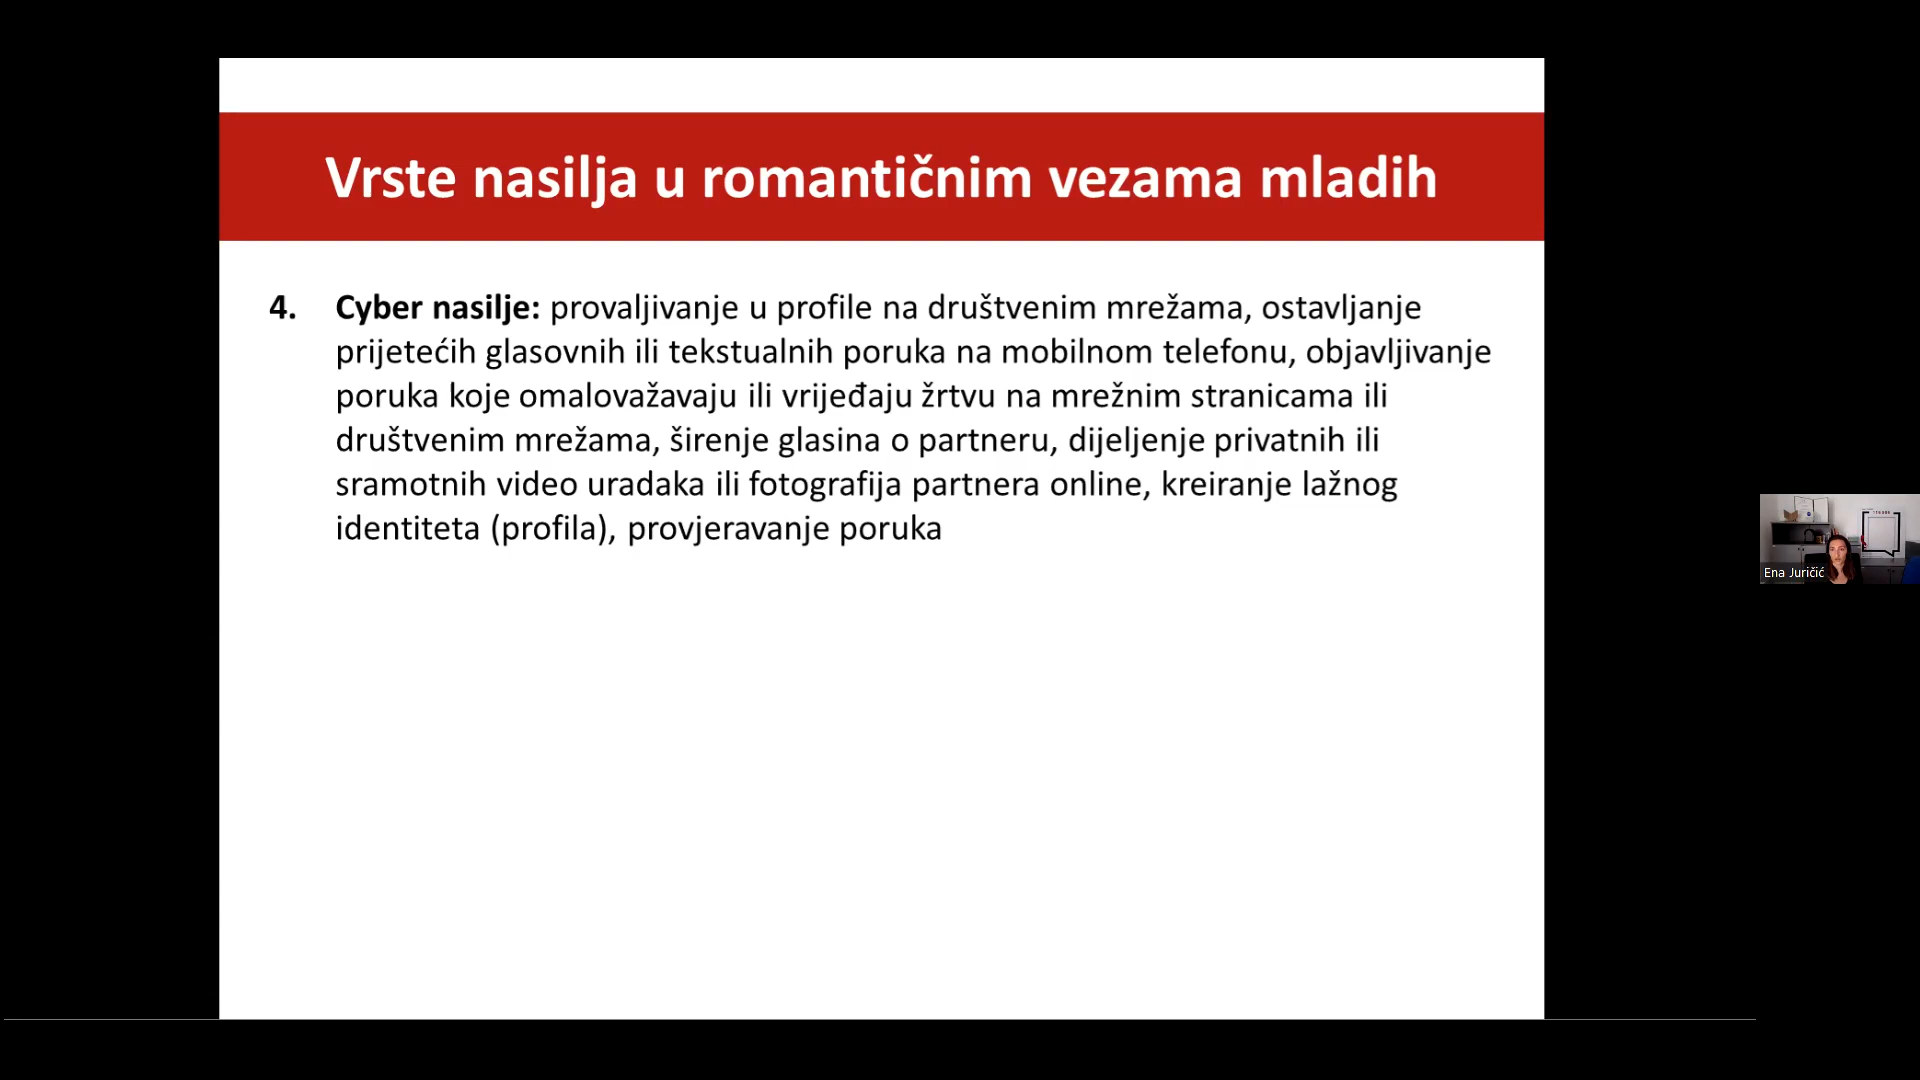 Vrste nasilja u romantičnim vezama mladih
4. Cyber nasilje: provaljivanje u profile na društvenim mrežama, ostavljanje
prijetećih glasovnih ili tekstualnih poruka na mobilnom telefonu, objavljivanje
poruka koje omalovažavaju ili vrijeđaju žrtvu na mrežnim stranicama ili
društvenim mrežama, širenje glasina o partneru, dijeljenje privatnih ili
sramotnih video uradaka ili fotografija partnera online, kreiranje lažnog
identiteta (profila), provjeravanje poruka
Ena Juričić